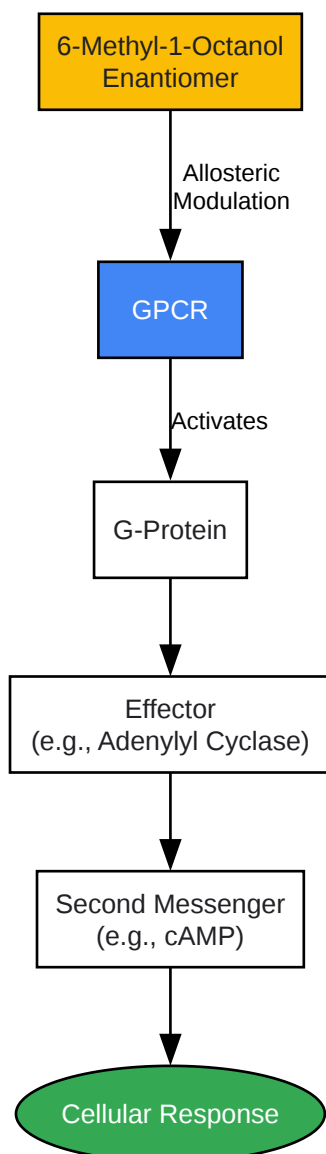 6-Methyl-1-Octanol
Enantiomer
Allosteric
Modulation
GPCR
Activates
G-Protein
Effector
(e.g., Adenylyl Cyclase)
Second Messenger
(e.g., cAMP)
Cellular Response